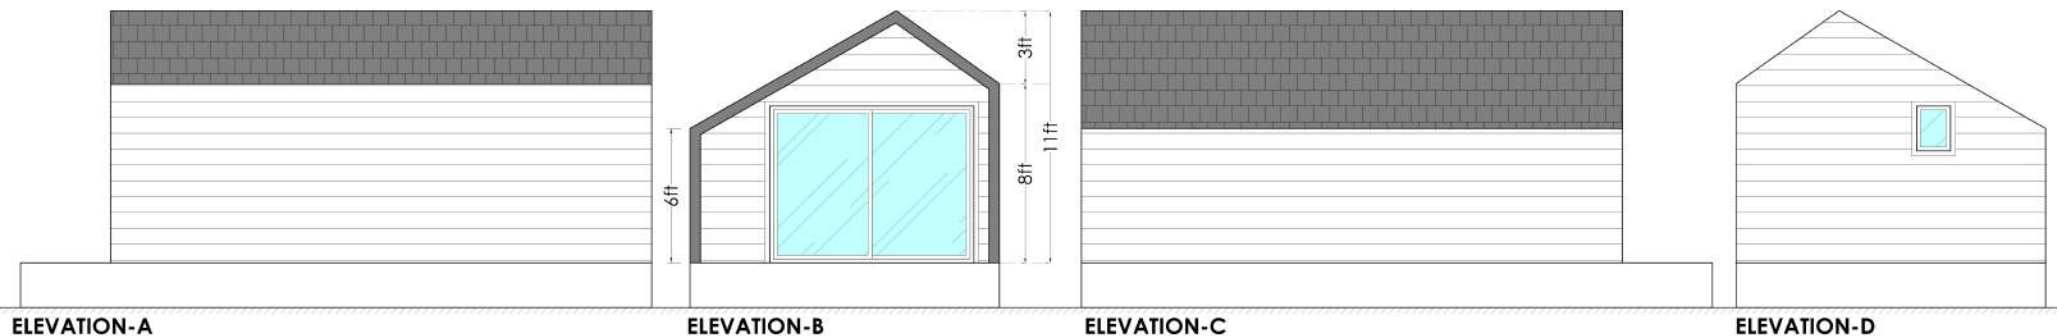 3ft
11ft
6ft
8ft
ELEVATION-A
ELEVATION-B
ELEVATION-C
ELEVATION-D